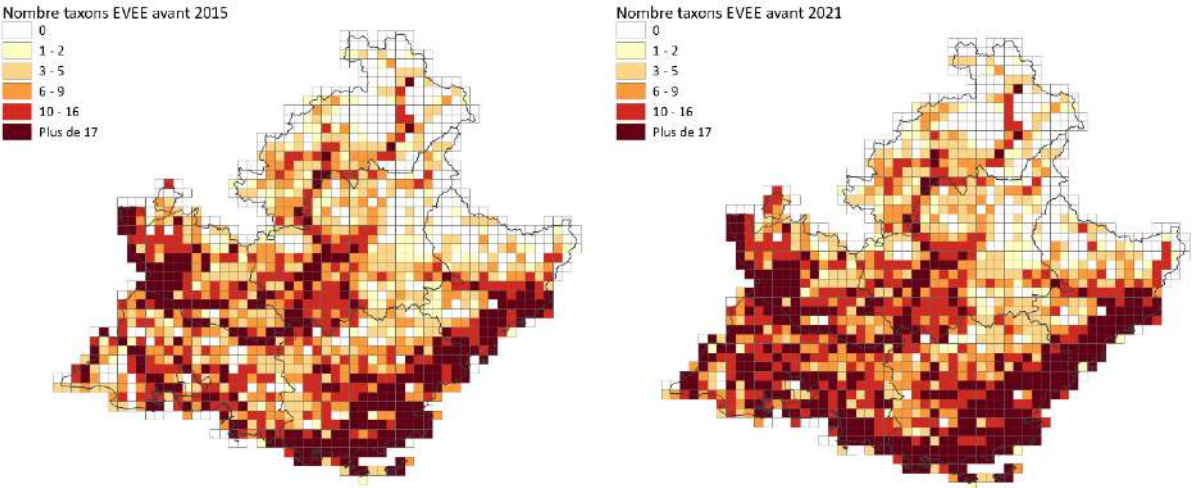 Nombre taxons EVEE avant 2015
0
1 - 2
3 - 5
6 - 9
10 - 16
Plus de 17
Nombre taxons EVEE avant 2021
0
1 - 2
3 - 5
6 - 9
10 - 16
Plus de 17